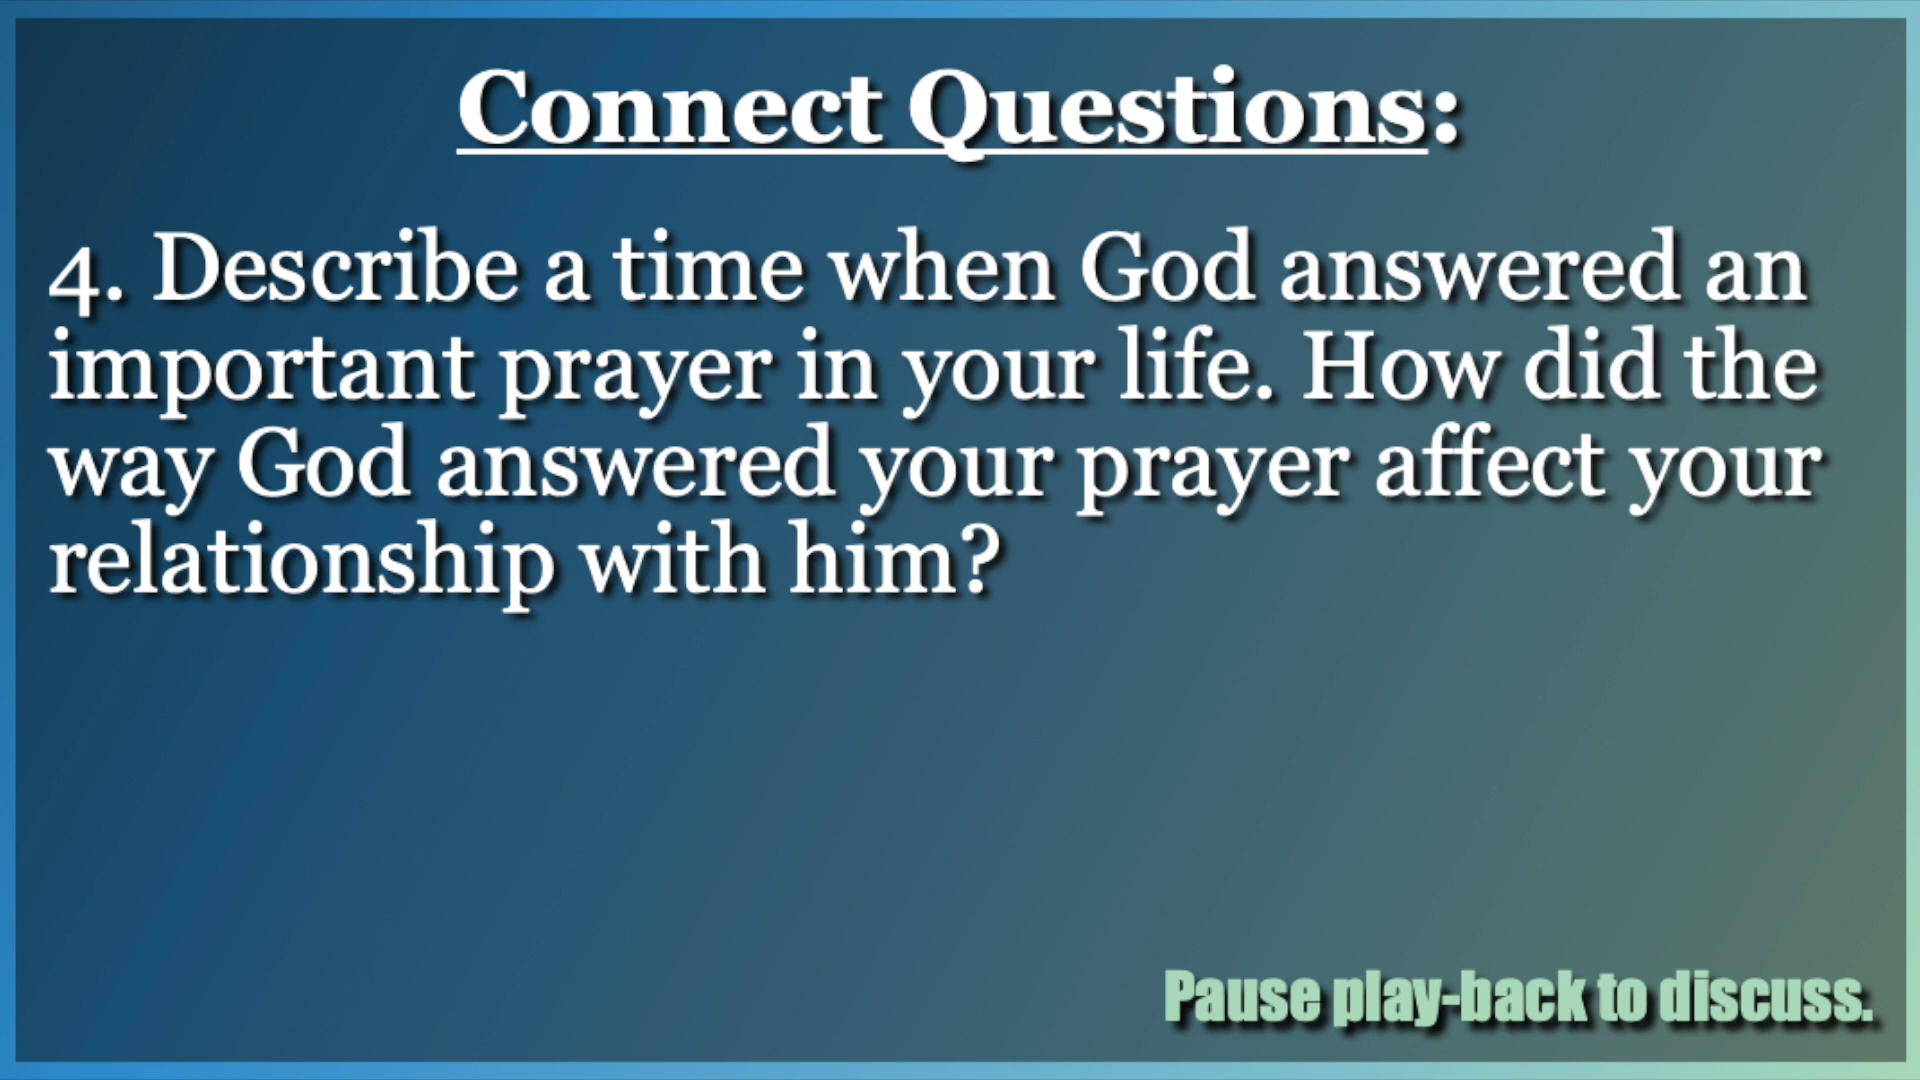 Connect Questions:
4. Describe a time when God answered an
important prayer in your life. How did the
way God answered your prayer affect your
relationship with him?
Pause play-back to discuss.